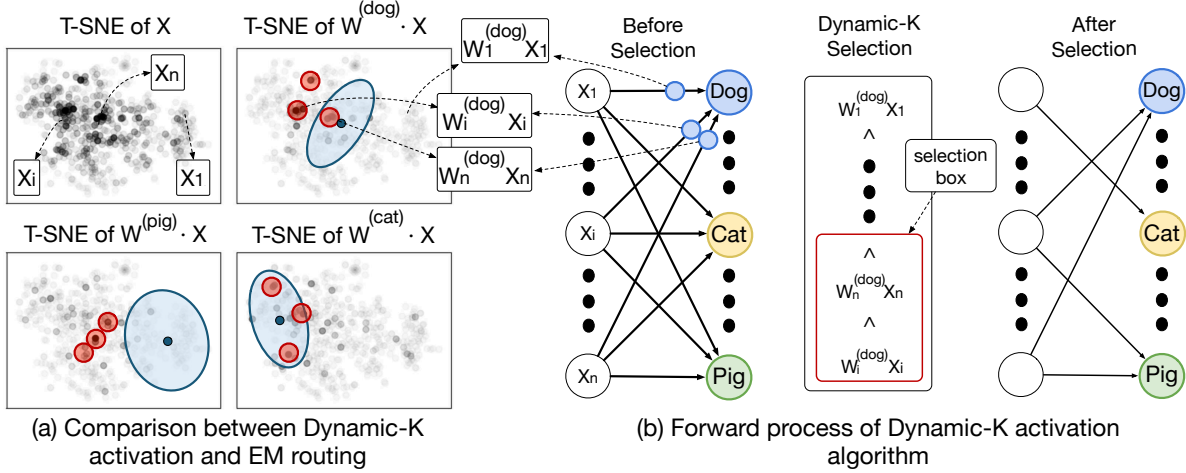 T-SNE of X
Xn
Xi
X1
T-SNE of W(dog) · X
W1(dog)X1
Wi(dog)Xi
Wn(dog)Xn
T-SNE of W(pig) · X
T-SNE of W(cat) · X
(a) Comparison between Dynamic-K
activation and EM routing
Before
Selection
X1
Dog
Xi
Cat
Xn
Pig
Dynamic-K
Selection
W1(dog)X1
^
selection
box
^
Wn(dog)Xn
^
Wi(dog)Xi
After
Selection
Dog
Cat
Pig
(b) Forward process of Dynamic-K activation
algorithm